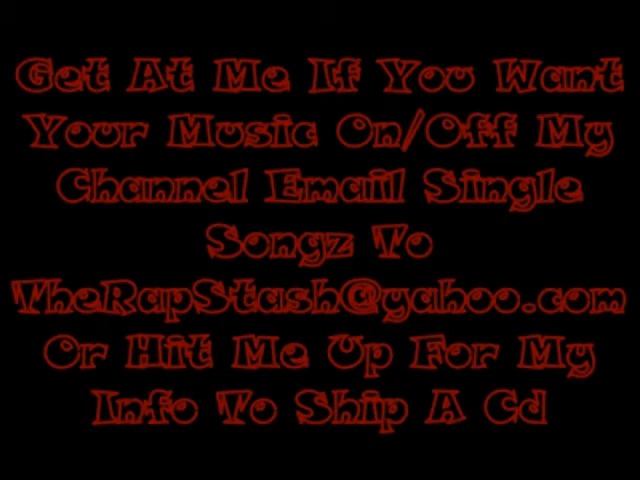 Get At Me If You Want
Your Music On/Off My
Channel Email Single
Songz To
TheRapStash@yahoo.com
Or Hit Me Up For My
Info To Ship A Cd